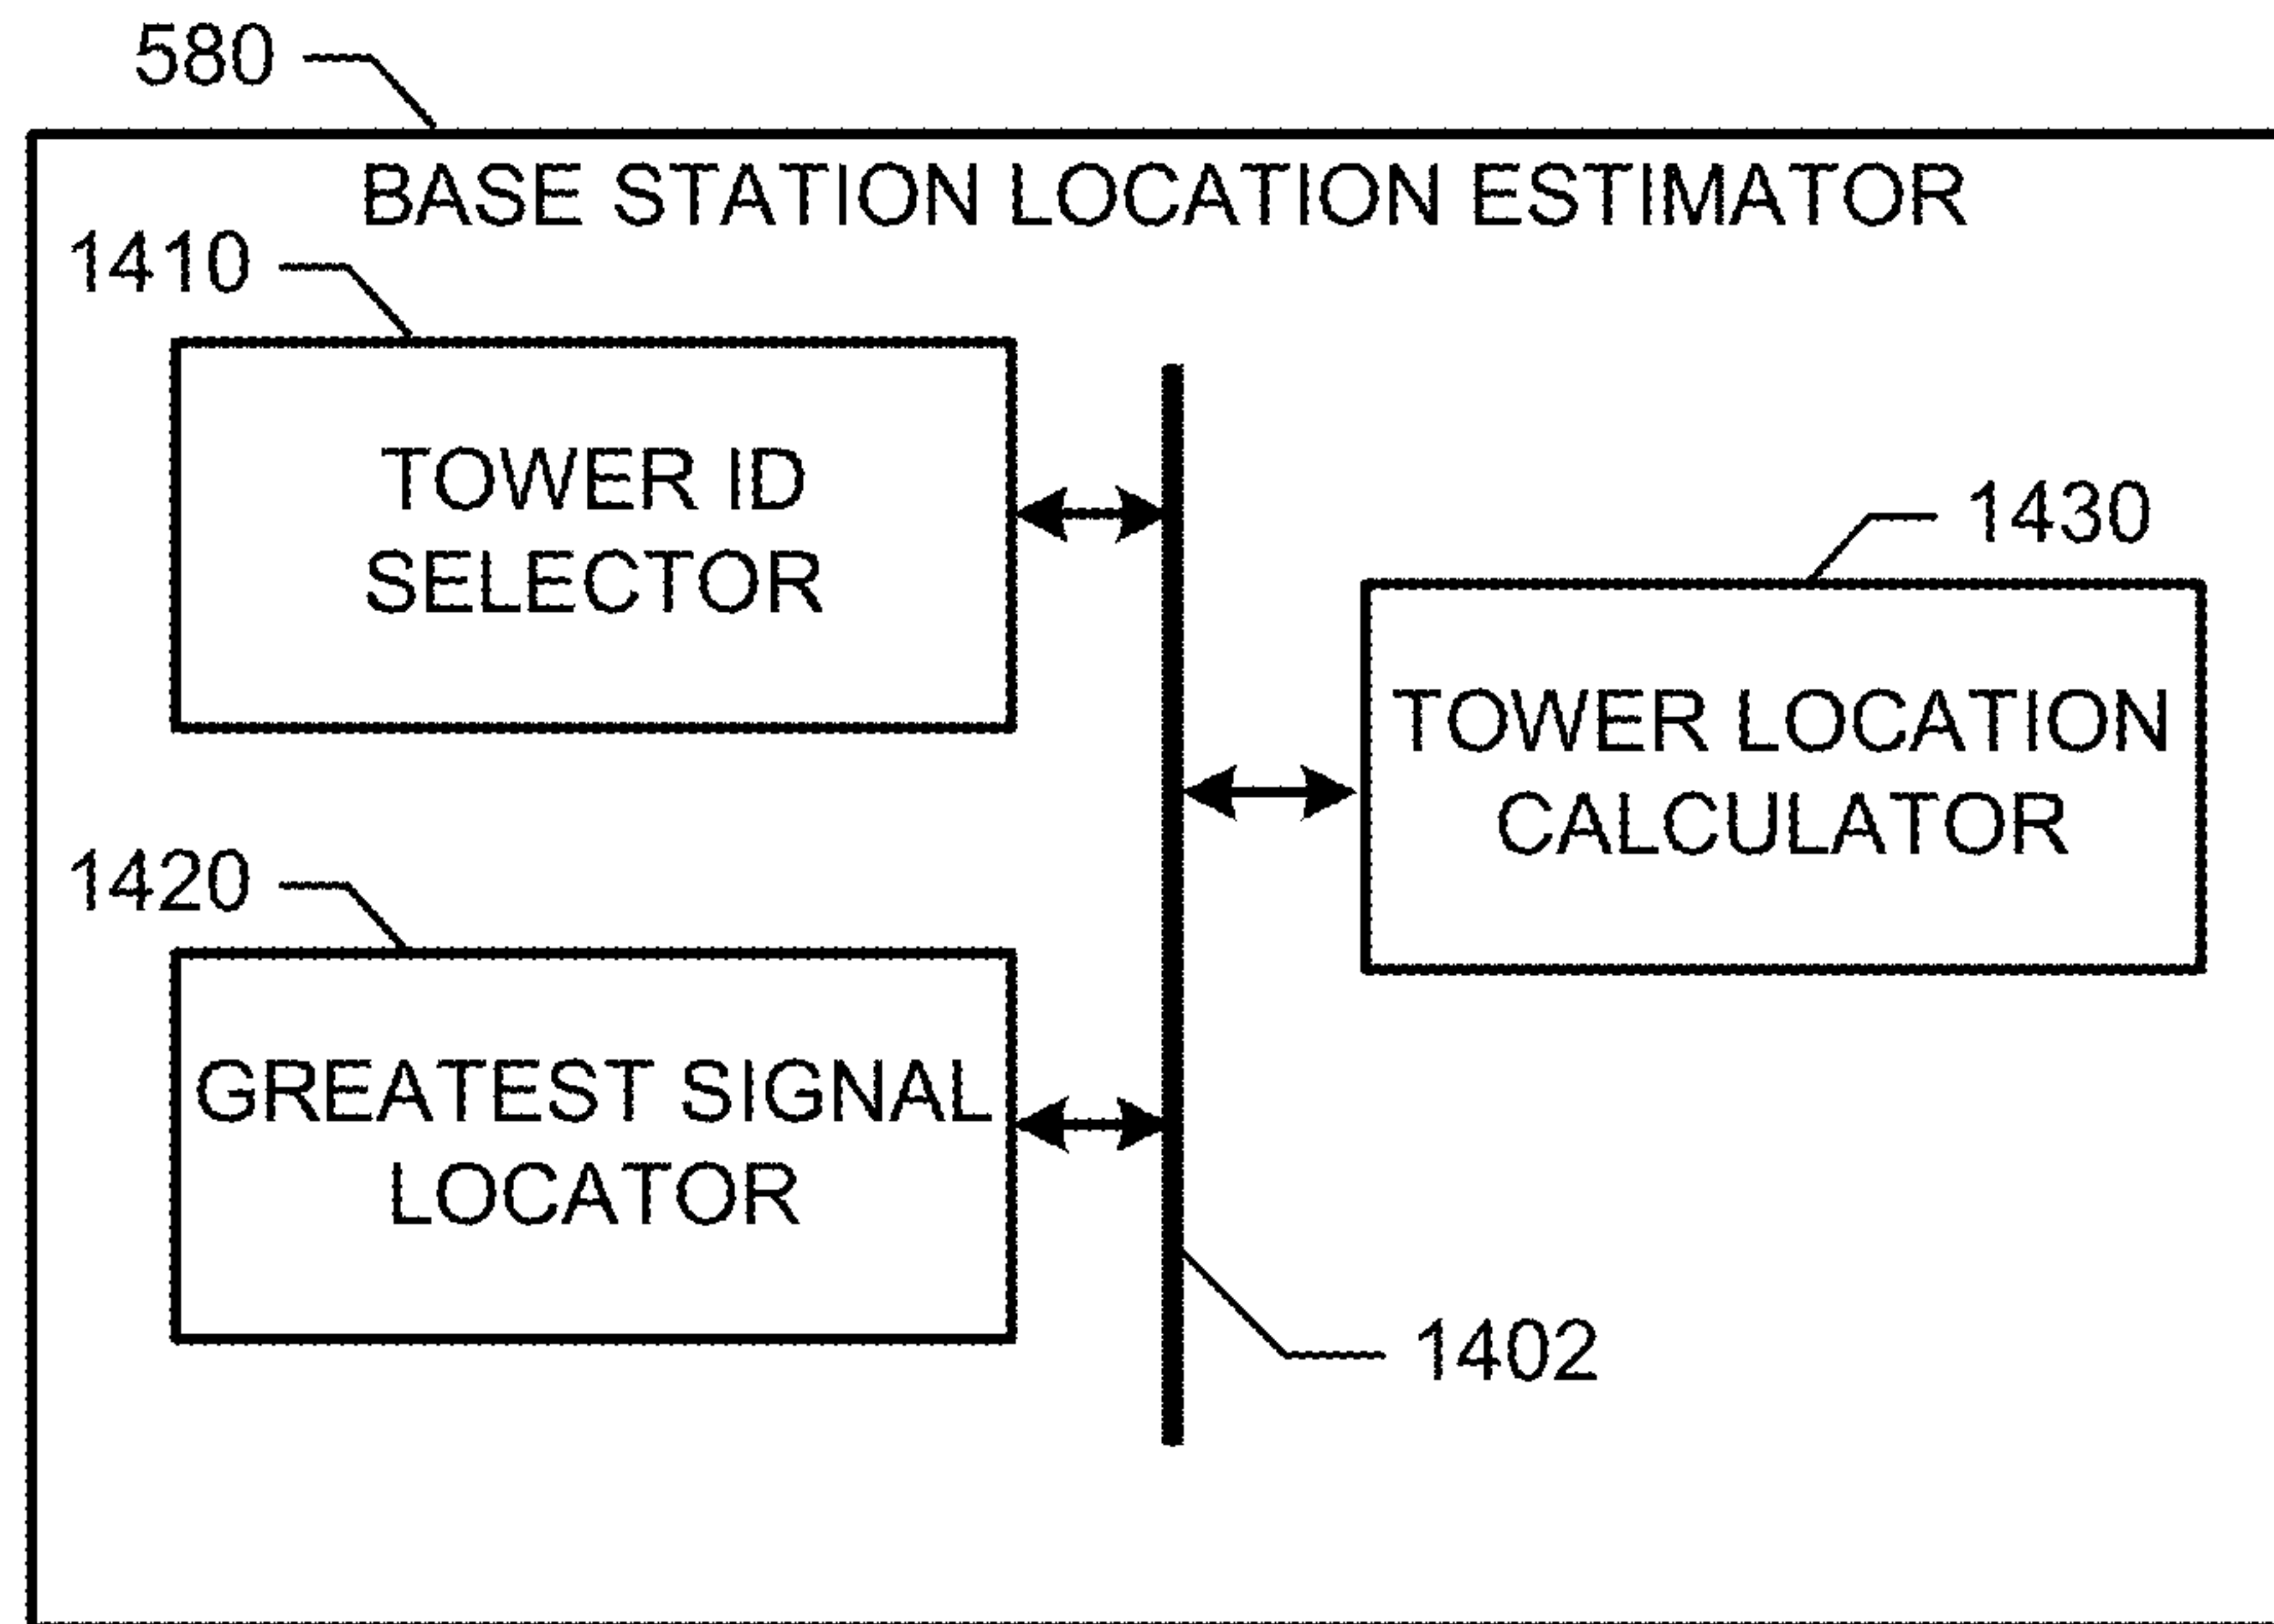 580
BASE STATION LOCATION ESTIMATOR
1410
TOWER ID
SELECTOR
1430
TOWER LOCATION
CALCULATOR
1420
GREATEST SIGNAL
LOCATOR
1402